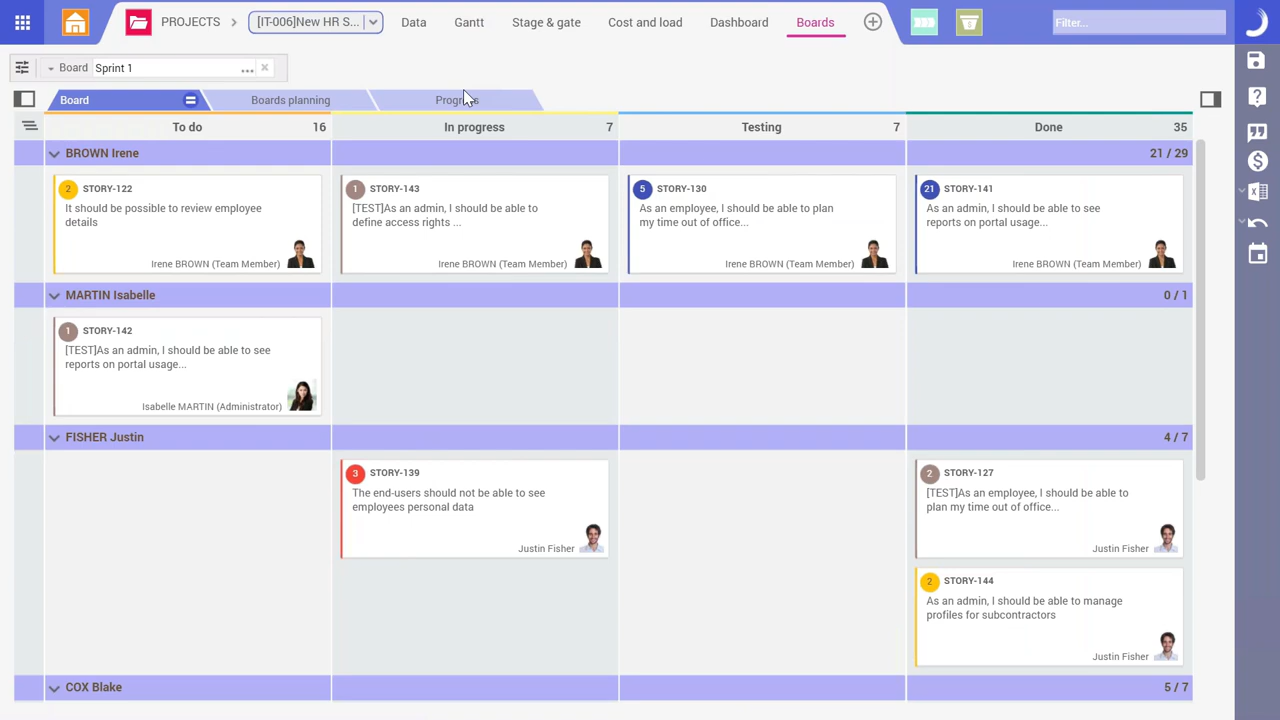 PROJECTS [IT-006]New HR S... Data Gantt Stage & gate Cost and load Dashboard Boards Filter...
Board Sprint 1 ...
Board Boards planning Progress
To do 16 In progress 7 Testing 7 Done 35
BROWN Irene 21 / 29
2 STORY-122
It should be possible to review employee
details
Irene BROWN (Team Member)
1 STORY-143
[TEST]As an admin, I should be able to
define access rights ...
Irene BROWN (Team Member)
5 STORY-130
As an employee, I should be able to plan
my time out of office...
Irene BROWN (Team Member)
21 STORY-141
As an admin, I should be able to see
reports on portal usage...
Irene BROWN (Team Member)
MARTIN Isabelle 0 / 1
1 STORY-142
[TEST]As an admin, I should be able to see
reports on portal usage...
Isabelle MARTIN (Administrator)
FISHER Justin 4 / 7
3 STORY-139
The end-users should not be able to see
employees personal data
Justin Fisher
2 STORY-127
[TEST]As an employee, I should be able to
plan my time out of office...
Justin Fisher
2 STORY-144
As an admin, I should be able to manage
profiles for subcontractors
Justin Fisher
COX Blake 5 / 7